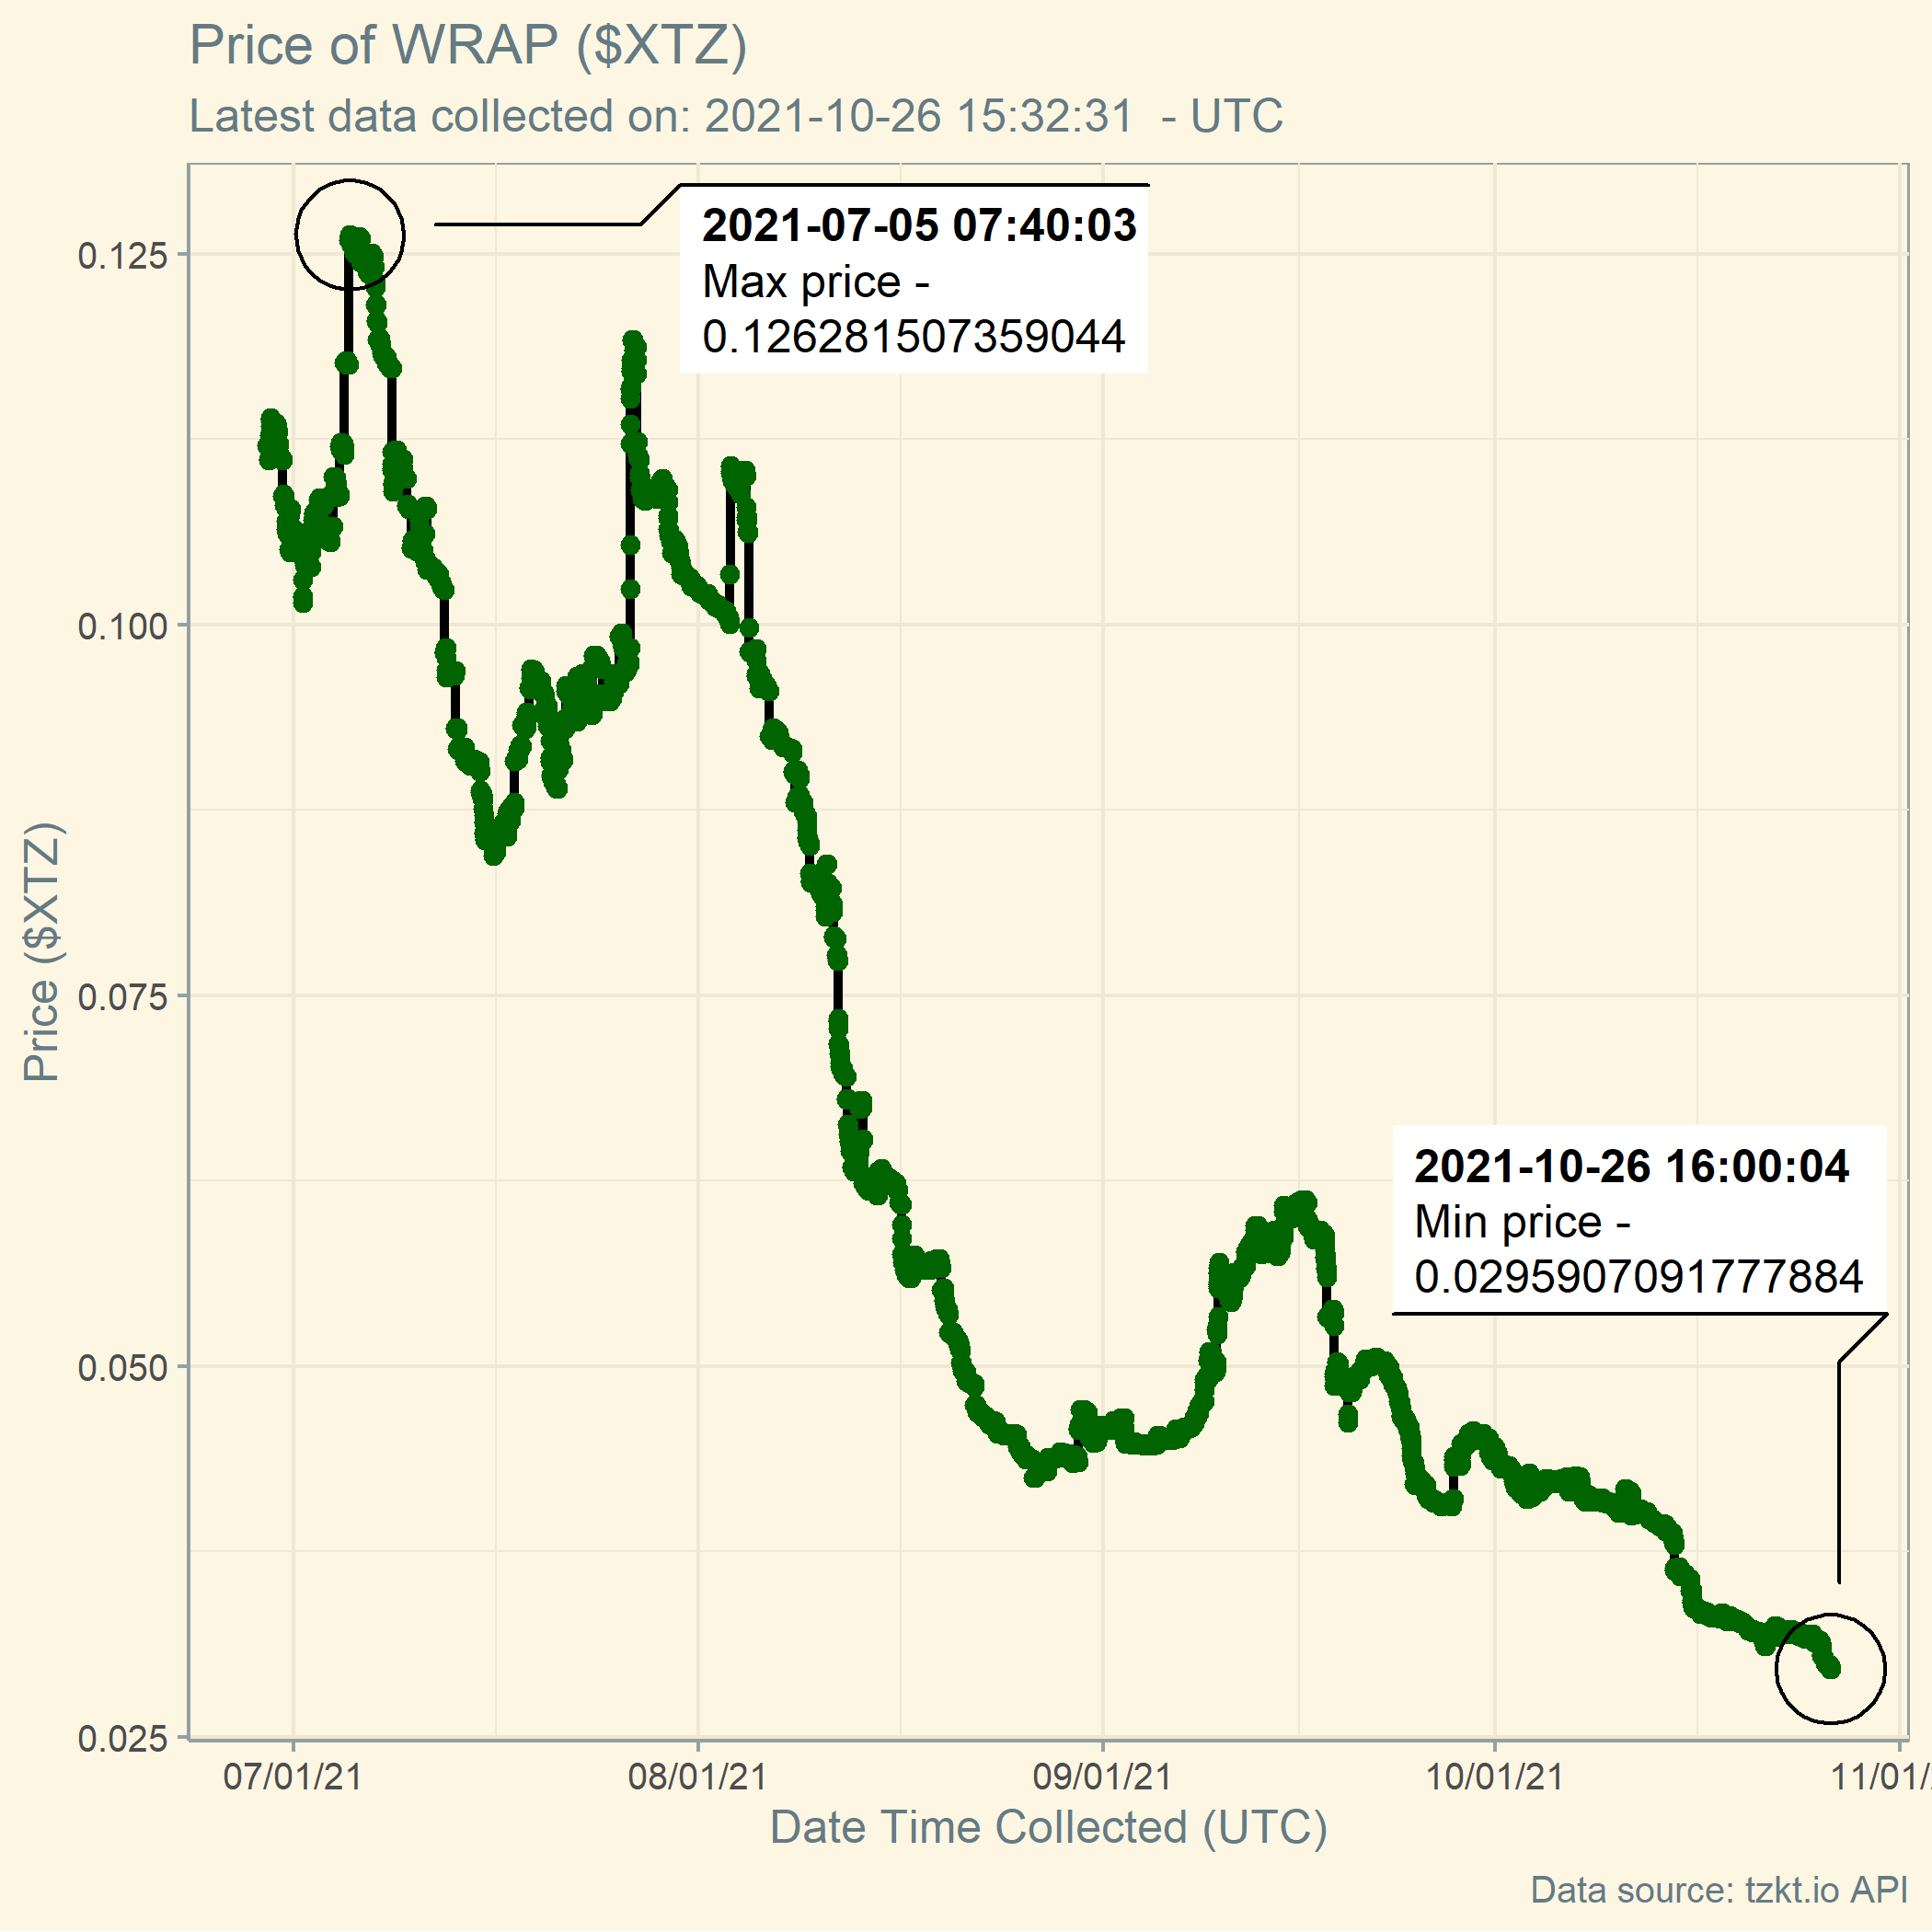 Price of WRAP ($XTZ)
Latest data collected on: 2021-10-26 15:32:31  - UTC
2021-07-05 07:40:03
Max price -
0.126281507359044
2021-10-26 16:00:04
Min price -
0.0295907091777884
Price ($XTZ)
0.125
0.100
0.075
0.050
0.025
07/01/21
08/01/21
09/01/21
10/01/21
11/01/
Date Time Collected (UTC)
Data source: tzkt.io API